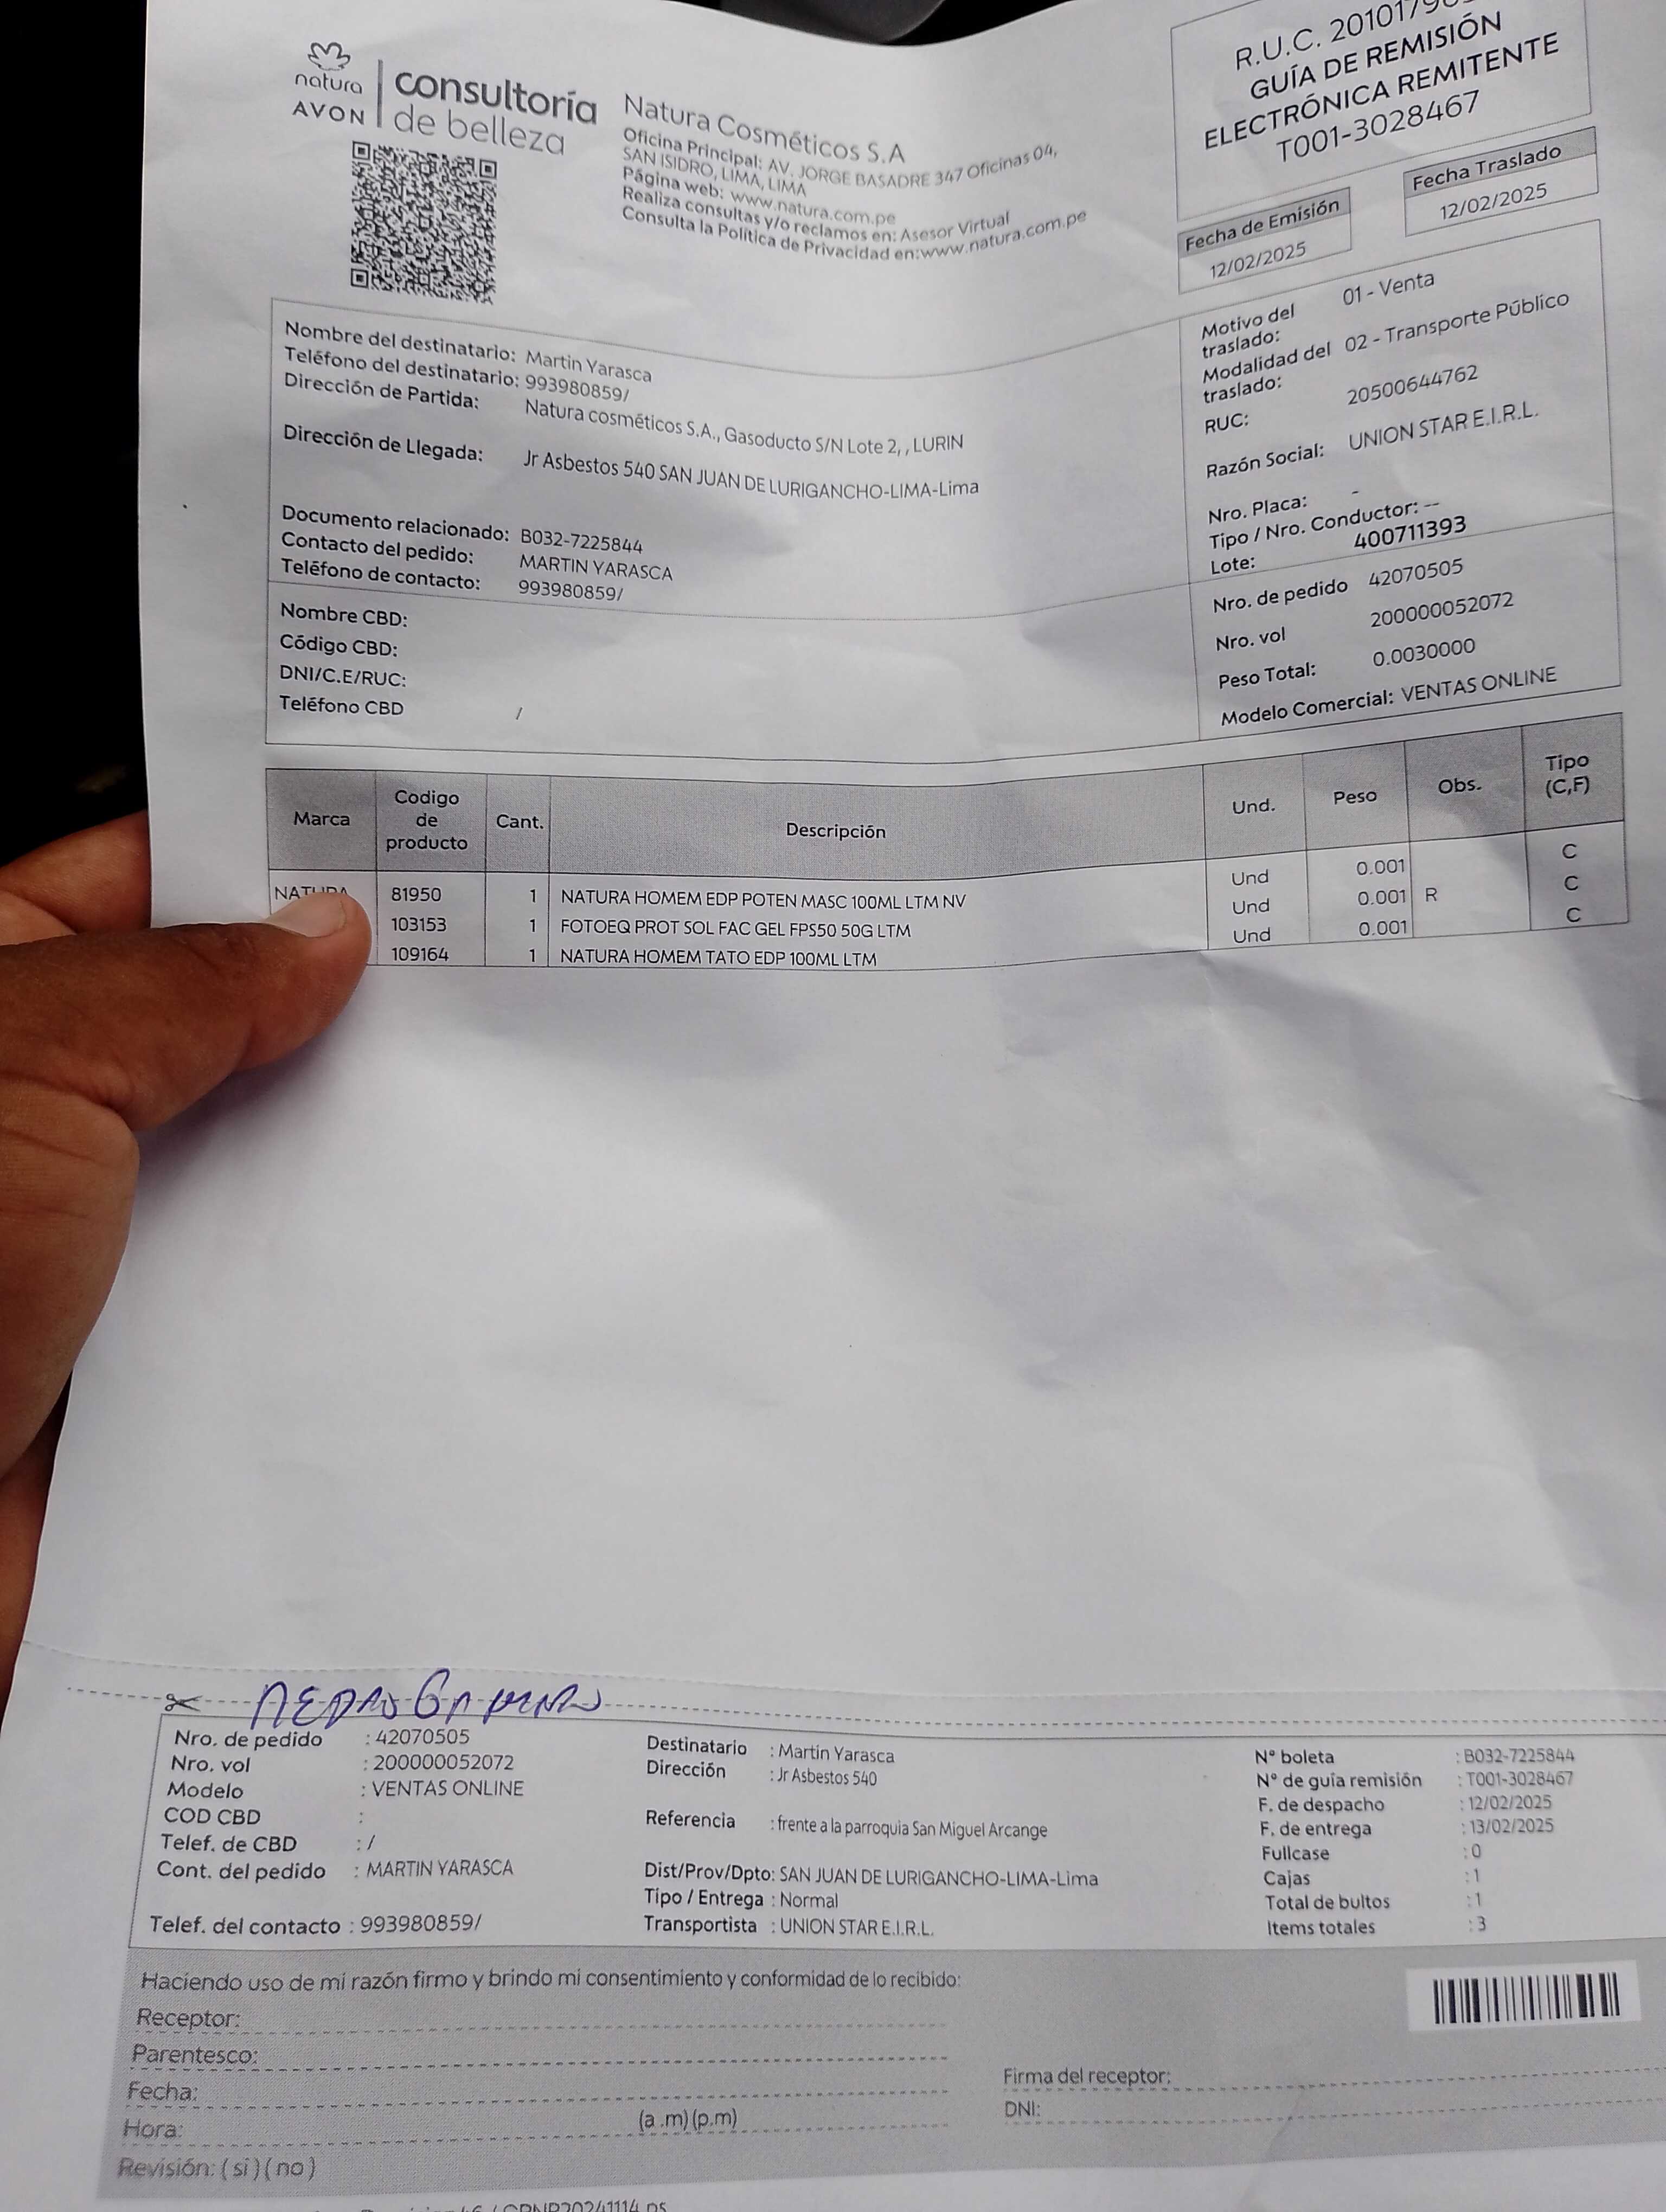 natura
AVON
consultoría
de belleza
Natura Cosméticos S.A
Oficina Principal: AV. JORGE BASADRE 347 Oficinas 04,
SAN ISIDRO, LIMA, LIMA
Página web: www.natura.com.pe
Realiza consultas y/o reclamos en: Asesor Virtual
Consulta la Política de Privacidad en:www.natura.com.pe
R.U.C.
GUÍA DE REMISIÓN
ELECTRÓNICA REMITENTE
T001-3028467
Fecha de Emisión
12/02/2025
Fecha Traslado
12/02/2025
Nombre del destinatario: Martin Yarasca
Teléfono del destinatario: 993980859/
Dirección de Partida: Natura cosméticos S.A., Gasoducto S/N Lote 2, , LURIN
Dirección de Llegada: Jr Asbestos 540 SAN JUAN DE LURIGANCHO-LIMA-Lima
Documento relacionado: B032-7225844
Contacto del pedido: MARTIN YARASCA
Teléfono de contacto: 993980859/
Nombre CBD:
Código CBD:
DNI/C.E/RUC:
Teléfono CBD /
Motivo del traslado: 01 - Venta
Modalidad del traslado: 02 - Transporte Público
RUC: 20500644762
Razón Social: UNION STAR E.I.R.L.
Nro. Placa: -
Tipo / Nro. Conductor: --
Lote: 400711393
Nro. de pedido 42070505
Nro. vol 200000052072
Peso Total: 0.0030000
Modelo Comercial: VENTAS ONLINE
Marca Codigo de producto Cant. Descripción Und. Peso Obs. Tipo (C,F)
NATURA 81950 1 NATURA HOMEM EDP POTEN MASC 100ML LTM NV Und 0.001 C
103153 1 FOTOEQ PROT SOL FAC GEL FPS50 50G LTM Und 0.001 R C
109164 1 NATURA HOMEM TATO EDP 100ML LTM Und 0.001 C
Nro. de pedido : 42070505
Nro. vol : 200000052072
Modelo : VENTAS ONLINE
COD CBD :
Telef. de CBD : /
Cont. del pedido : MARTIN YARASCA
Telef. del contacto : 993980859/
Destinatario : Martin Yarasca
Dirección : Jr Asbestos 540
Referencia : frente a la parroquia San Miguel Arcange
Dist/Prov/Dpto: SAN JUAN DE LURIGANCHO-LIMA-Lima
Tipo / Entrega : Normal
Transportista : UNION STAR E.I.R.L.
N° boleta : B032-7225844
N° de guía remisión : T001-3028467
F. de despacho : 12/02/2025
F. de entrega : 13/02/2025
Fullcase : 0
Cajas : 1
Total de bultos : 1
Items totales : 3
Haciendo uso de mi razón firmo y brindo mi consentimiento y conformidad de lo recibido:
Receptor:
Parentesco:
Fecha:
Hora: (a .m) (p.m)
Revisión: ( si ) ( no )
Firma del receptor:
DNI: